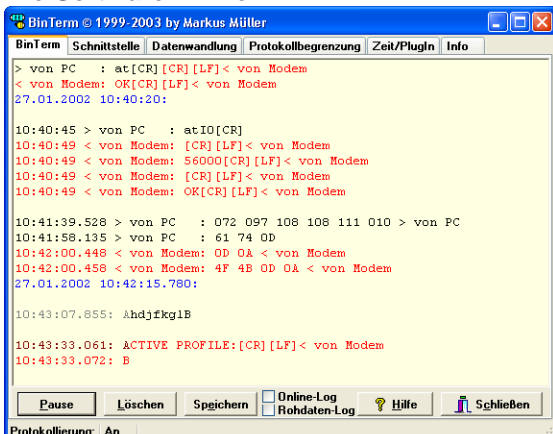 BinTerm © 1999-2003 by Markus Müller
BinTerm Schnittstelle Datenwandlung Protokollbegrenzung Zeit/PlugIn Info
> von PC : at[CR][CR][LF]< von Modem
< von Modem: OK[CR][LF]< von Modem
27.01.2002 10:40:20:
10:40:45 > von PC : atI0[CR]
10:40:49 < von Modem: [CR][LF]< von Modem
10:40:49 < von Modem: 56000[CR][LF]< von Modem
10:40:49 < von Modem: [CR][LF]< von Modem
10:40:49 < von Modem: OK[CR][LF]< von Modem
10:41:39.528 > von PC : 072 097 108 108 111 010 > von PC
10:41:58.135 > von PC : 61 74 0D
10:42:00.448 < von Modem: 0D 0A < von Modem
10:42:00.458 < von Modem: 4F 4B 0D 0A < von Modem
27.01.2002 10:42:15.780:
10:43:07.855: AhdjfkglB
10:43:33.061: ACTIVE PROFILE:[CR][LF]< von Modem
10:43:33.072: B
Pause Löschen Speichern Online-Log Hilfe Schließen
Rohdaten-Log
Protokollierung: An